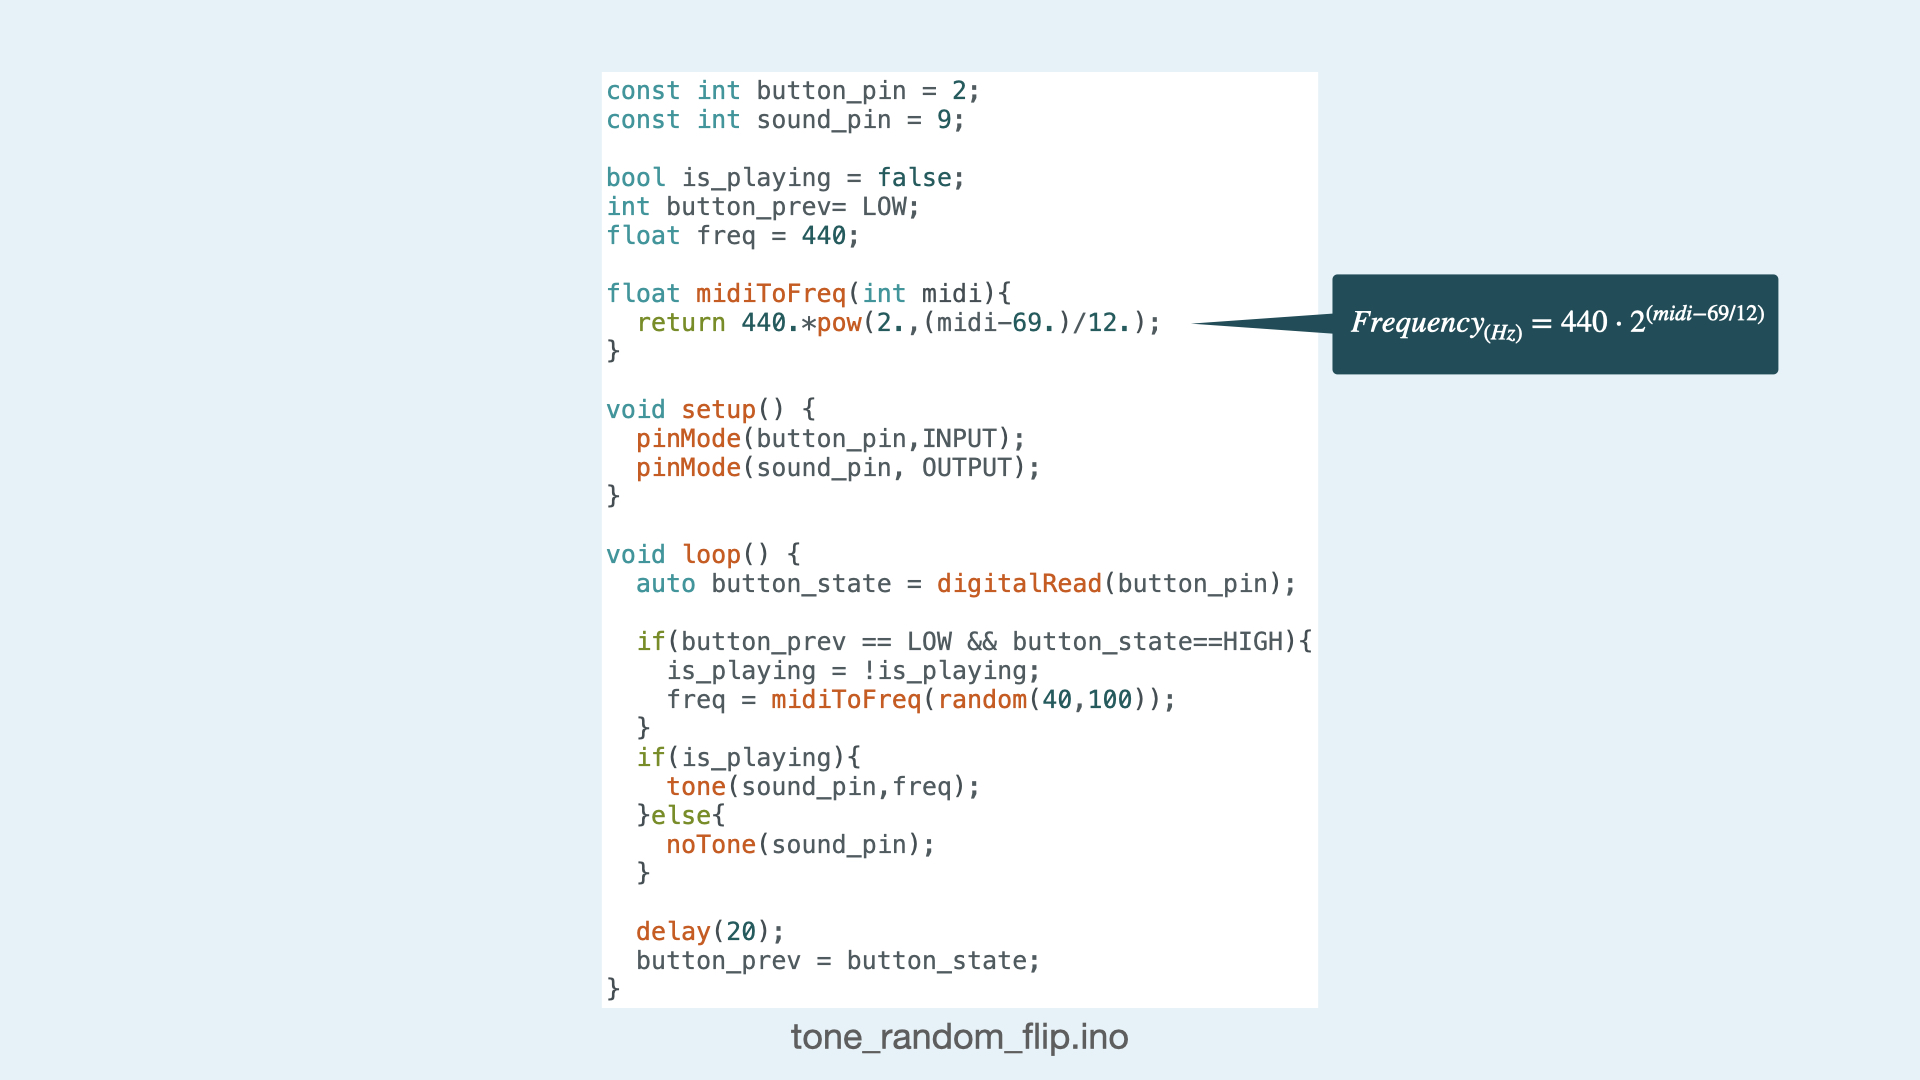 const int button_pin = 2;
const int sound_pin = 9;
bool is_playing = false;
int button_prev= LOW;
float freq = 440;
float midiToFreq(int midi){
  return 440.*pow(2.,(midi-69.)/12.);
}
void setup() {
  pinMode(button_pin,INPUT);
  pinMode(sound_pin, OUTPUT);
}
void loop() {
  auto button_state = digitalRead(button_pin);
  if(button_prev == LOW && button_state==HIGH){
    is_playing = !is_playing;
    freq = midiToFreq(random(40,100));
  }
  if(is_playing){
    tone(sound_pin,freq);
  }else{
    noTone(sound_pin);
  }
  delay(20);
  button_prev = button_state;
}
Frequency(Hz) = 440 · 2(midi−69/12)
tone_random_flip.ino